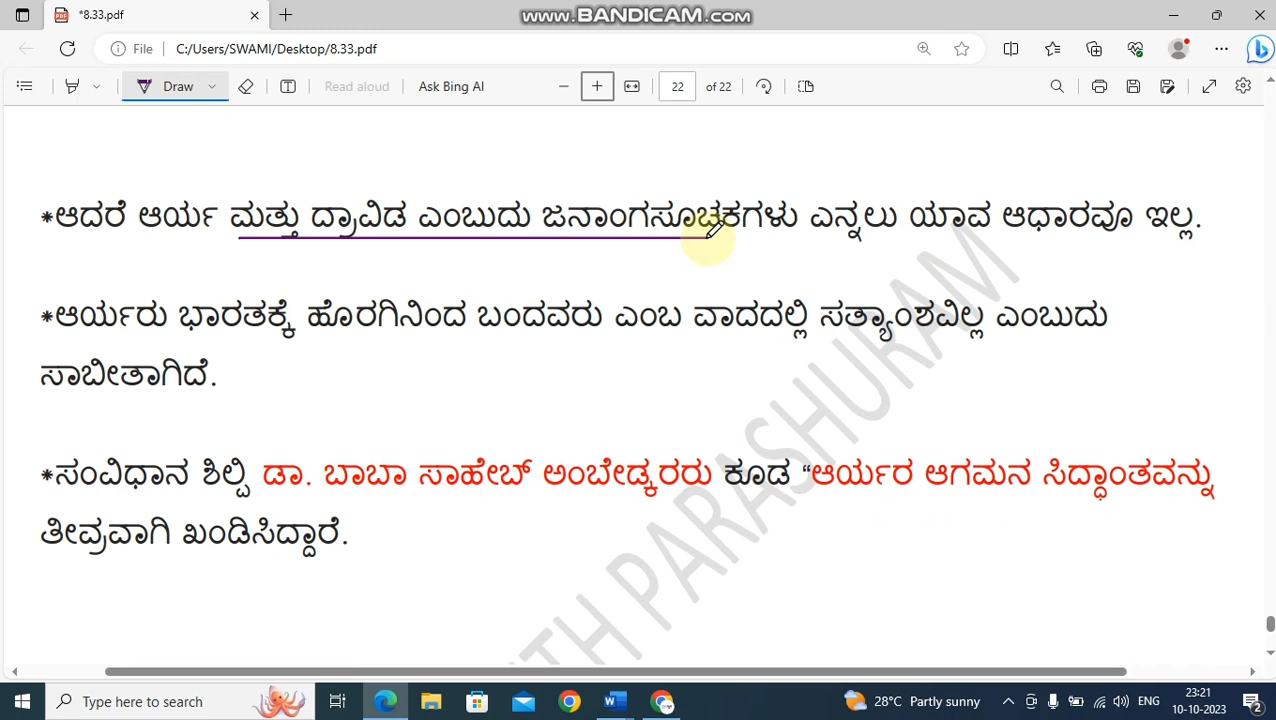 *8.33.pdf
www.BANDICAM.com
File C:/Users/SWAMI/Desktop/8.33.pdf
Draw Read aloud Ask Bing AI 22 of 22
*ಆದರೆ ಆರ್ಯ ಮತ್ತು ದ್ರಾವಿಡ ಎಂಬುದು ಜನಾಂಗಸೂಚಕಗಳು ಎನ್ನಲು ಯಾವ ಆಧಾರವೂ ಇಲ್ಲ.
*ಆರ್ಯರು ಭಾರತಕ್ಕೆ ಹೊರಗಿನಿಂದ ಬಂದವರು ಎಂಬ ವಾದದಲ್ಲಿ ಸತ್ಯಾಂಶವಿಲ್ಲ ಎಂಬುದು
ಸಾಬೀತಾಗಿದೆ.
*ಸಂವಿಧಾನ ಶಿಲ್ಪಿ ಡಾ. ಬಾಬಾ ಸಾಹೇಬ್ ಅಂಬೇಡ್ಕರರು ಕೂಡ “ಆರ್ಯರ ಆಗಮನ ಸಿದ್ಧಾಂತವನ್ನು
ತೀವ್ರವಾಗಿ ಖಂಡಿಸಿದ್ದಾರೆ.
TH PARASHURAM
Type here to search 28°C Partly sunny ENG 23:21
10-10-2023 2